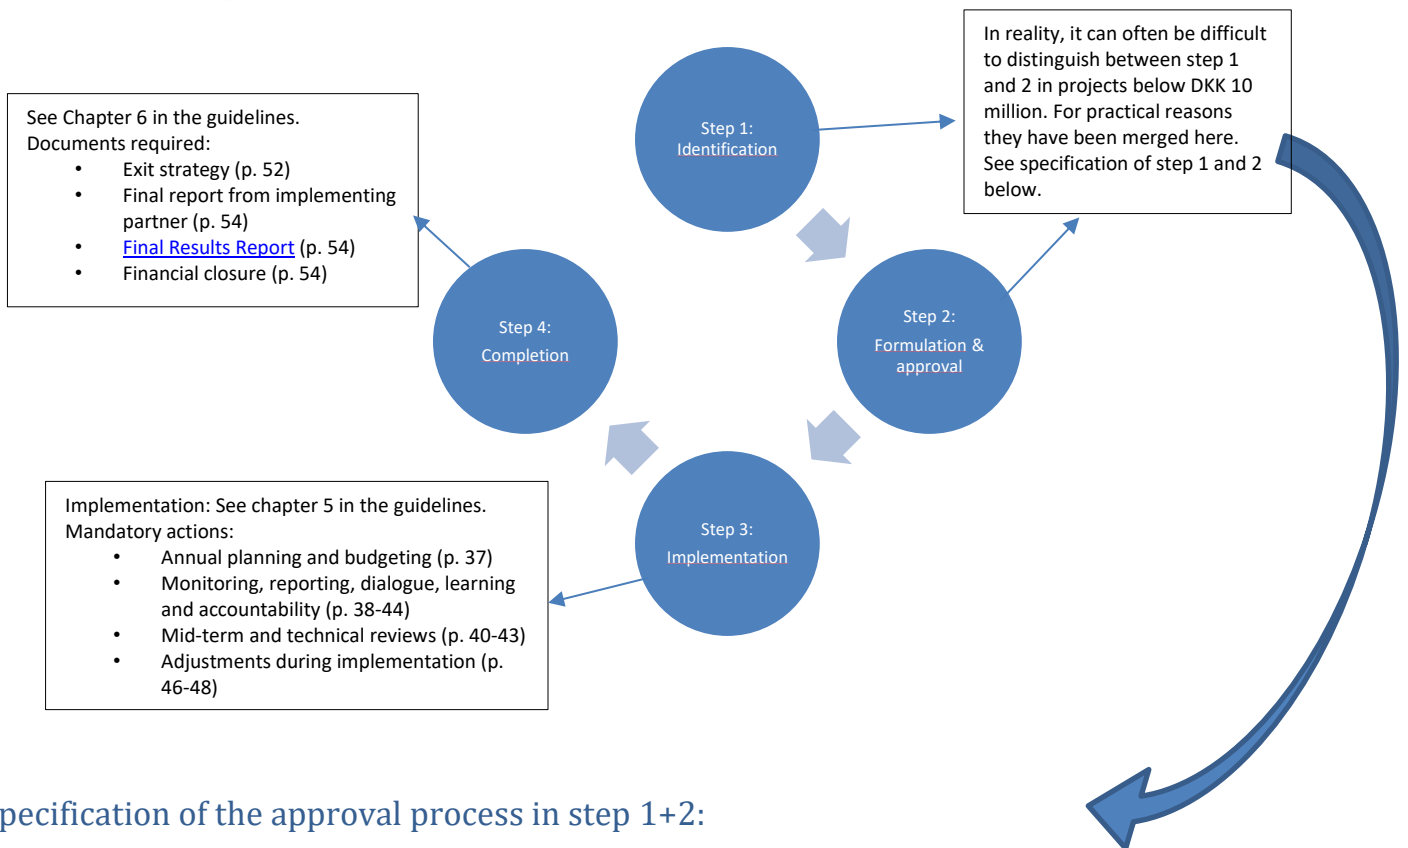 In reality, it can often be difficult
to distinguish between step 1
and 2 in projects below DKK 10
million. For practical reasons
they have been merged here.
See specification of step 1 and 2
below.
Step 1:
Identification
See Chapter 6 in the guidelines.
Documents required:
• Exit strategy (p. 52)
• Final report from implementing
partner (p. 54)
• Final Results Report (p. 54)
• Financial closure (p. 54)
Step 2:
Formulation &
approval
Step 4:
Completion
Step 3:
Implementation
Implementation: See chapter 5 in the guidelines.
Mandatory actions:
• Annual planning and budgeting (p. 37)
• Monitoring, reporting, dialogue, learning
and accountability (p. 38-44)
• Mid-term and technical reviews (p. 40-43)
• Adjustments during implementation (p.
46-48)
pecification of the approval process in step 1+2: